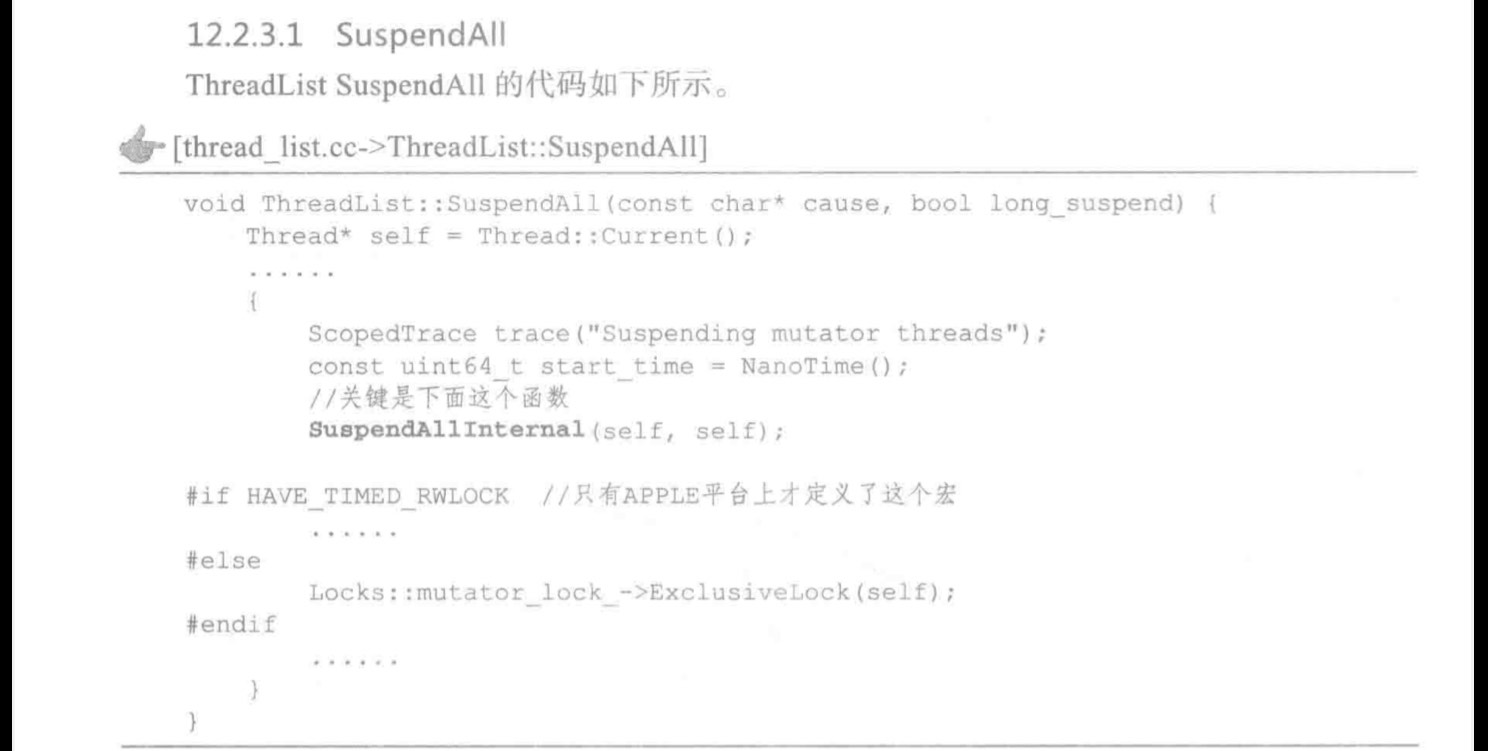 12.2.3.1 SuspendAll
ThreadList SuspendAll 的代码如下所示。
[thread_list.cc->ThreadList::SuspendAll]
void ThreadList::SuspendAll(const char* cause, bool long_suspend) {
    Thread* self = Thread::Current();
    ......
    {
        ScopedTrace trace("Suspending mutator threads");
        const uint64_t start_time = NanoTime();
        //关键是下面这个函数
        SuspendAllInternal(self, self);
#if HAVE_TIMED_RWLOCK  //只有APPLE平台上才定义了这个宏
        ......
#else
        Locks::mutator_lock_->ExclusiveLock(self);
#endif
        ......
    }
}